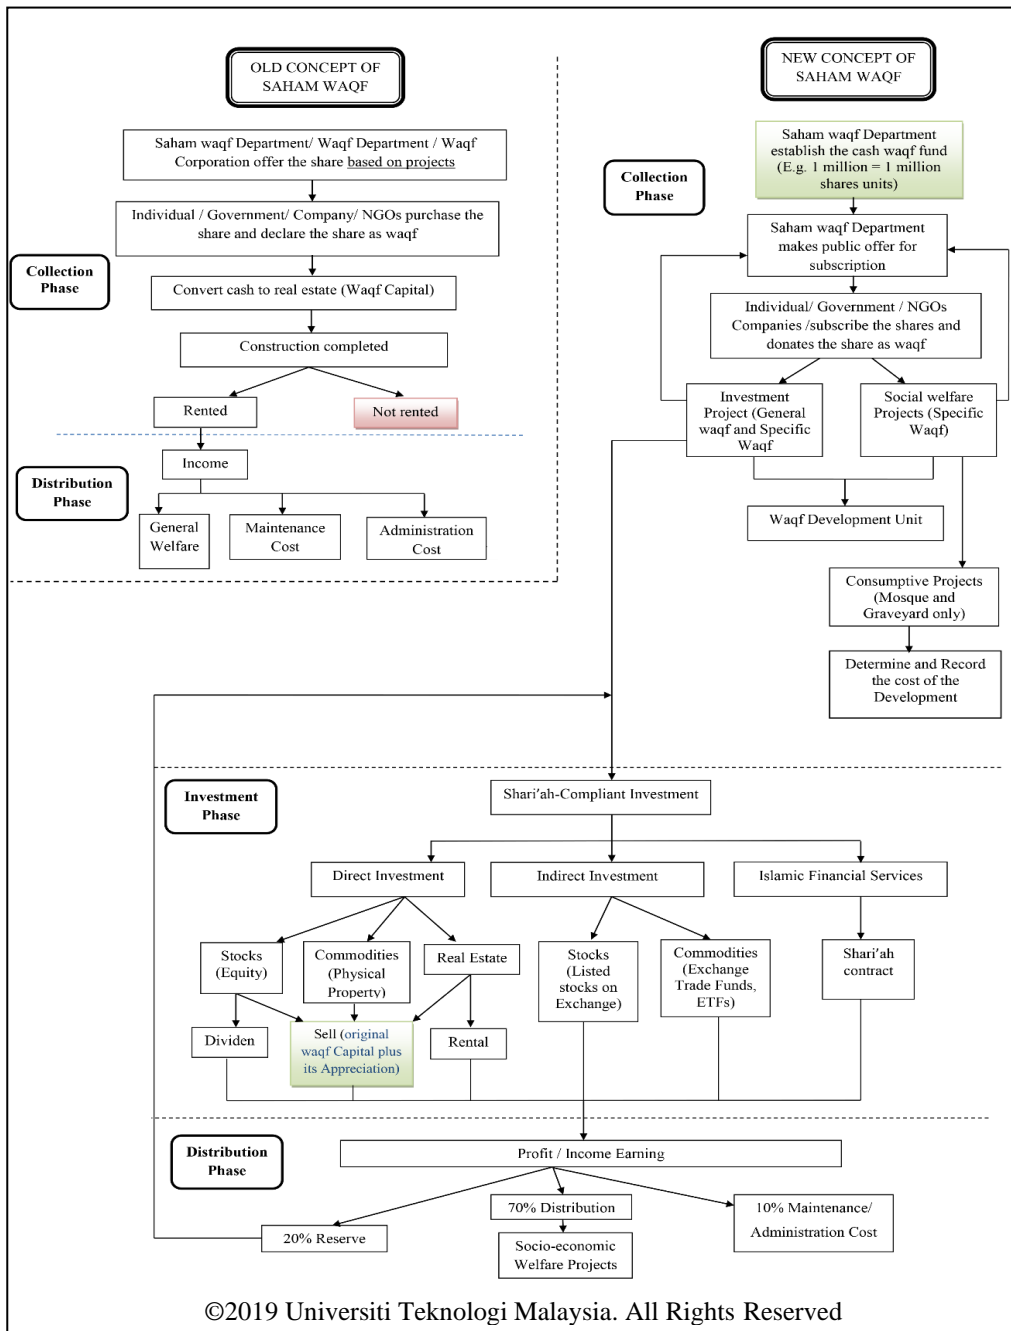 OLD CONCEPT OF
SAHAM WAQF
Saham waqf Department/ Waqf Department / Waqf
Corporation offer the share based on projects
Individual / Government/ Company/ NGOs purchase the
share and declare the share as waqf
Collection
Phase
Convert cash to real estate (Waqf Capital)
Construction completed
Rented
Not rented
Distribution
Phase
Income
General
Welfare
Maintenance
Cost
Administration
Cost
NEW CONCEPT OF
SAHAM WAQF
Collection
Phase
Saham waqf Department
establish the cash waqf fund
(E.g. 1 million = 1 million
shares units)
Saham waqf Department
makes public offer for
subscription
Individual/ Government / NGOs
Companies /subscribe the shares and
donates the share as waqf
Investment
Project (General
waqf and Specific
Waqf
Social welfare
Projects (Specific
Waqf)
Waqf Development Unit
Consumptive Projects
(Mosque and
Graveyard only)
Determine and Record
the cost of the
Development
Investment
Phase
Shari'ah-Compliant Investment
Direct Investment
Indirect Investment
Islamic Financial Services
Stocks
(Equity)
Commodities
(Physical
Property)
Real Estate
Stocks
(Listed
stocks on
Exchange)
Commodities
(Exchange
Trade Funds,
ETFs)
Shari'ah
contract
Dividen
Sell (original
waqf Capital plus
its Appreciation)
Rental
Distribution
Phase
Profit / Income Earning
20% Reserve
70% Distribution
Socio-economic
Welfare Projects
10% Maintenance/
Administration Cost
©2019 Universiti Teknologi Malaysia. All Rights Reserved